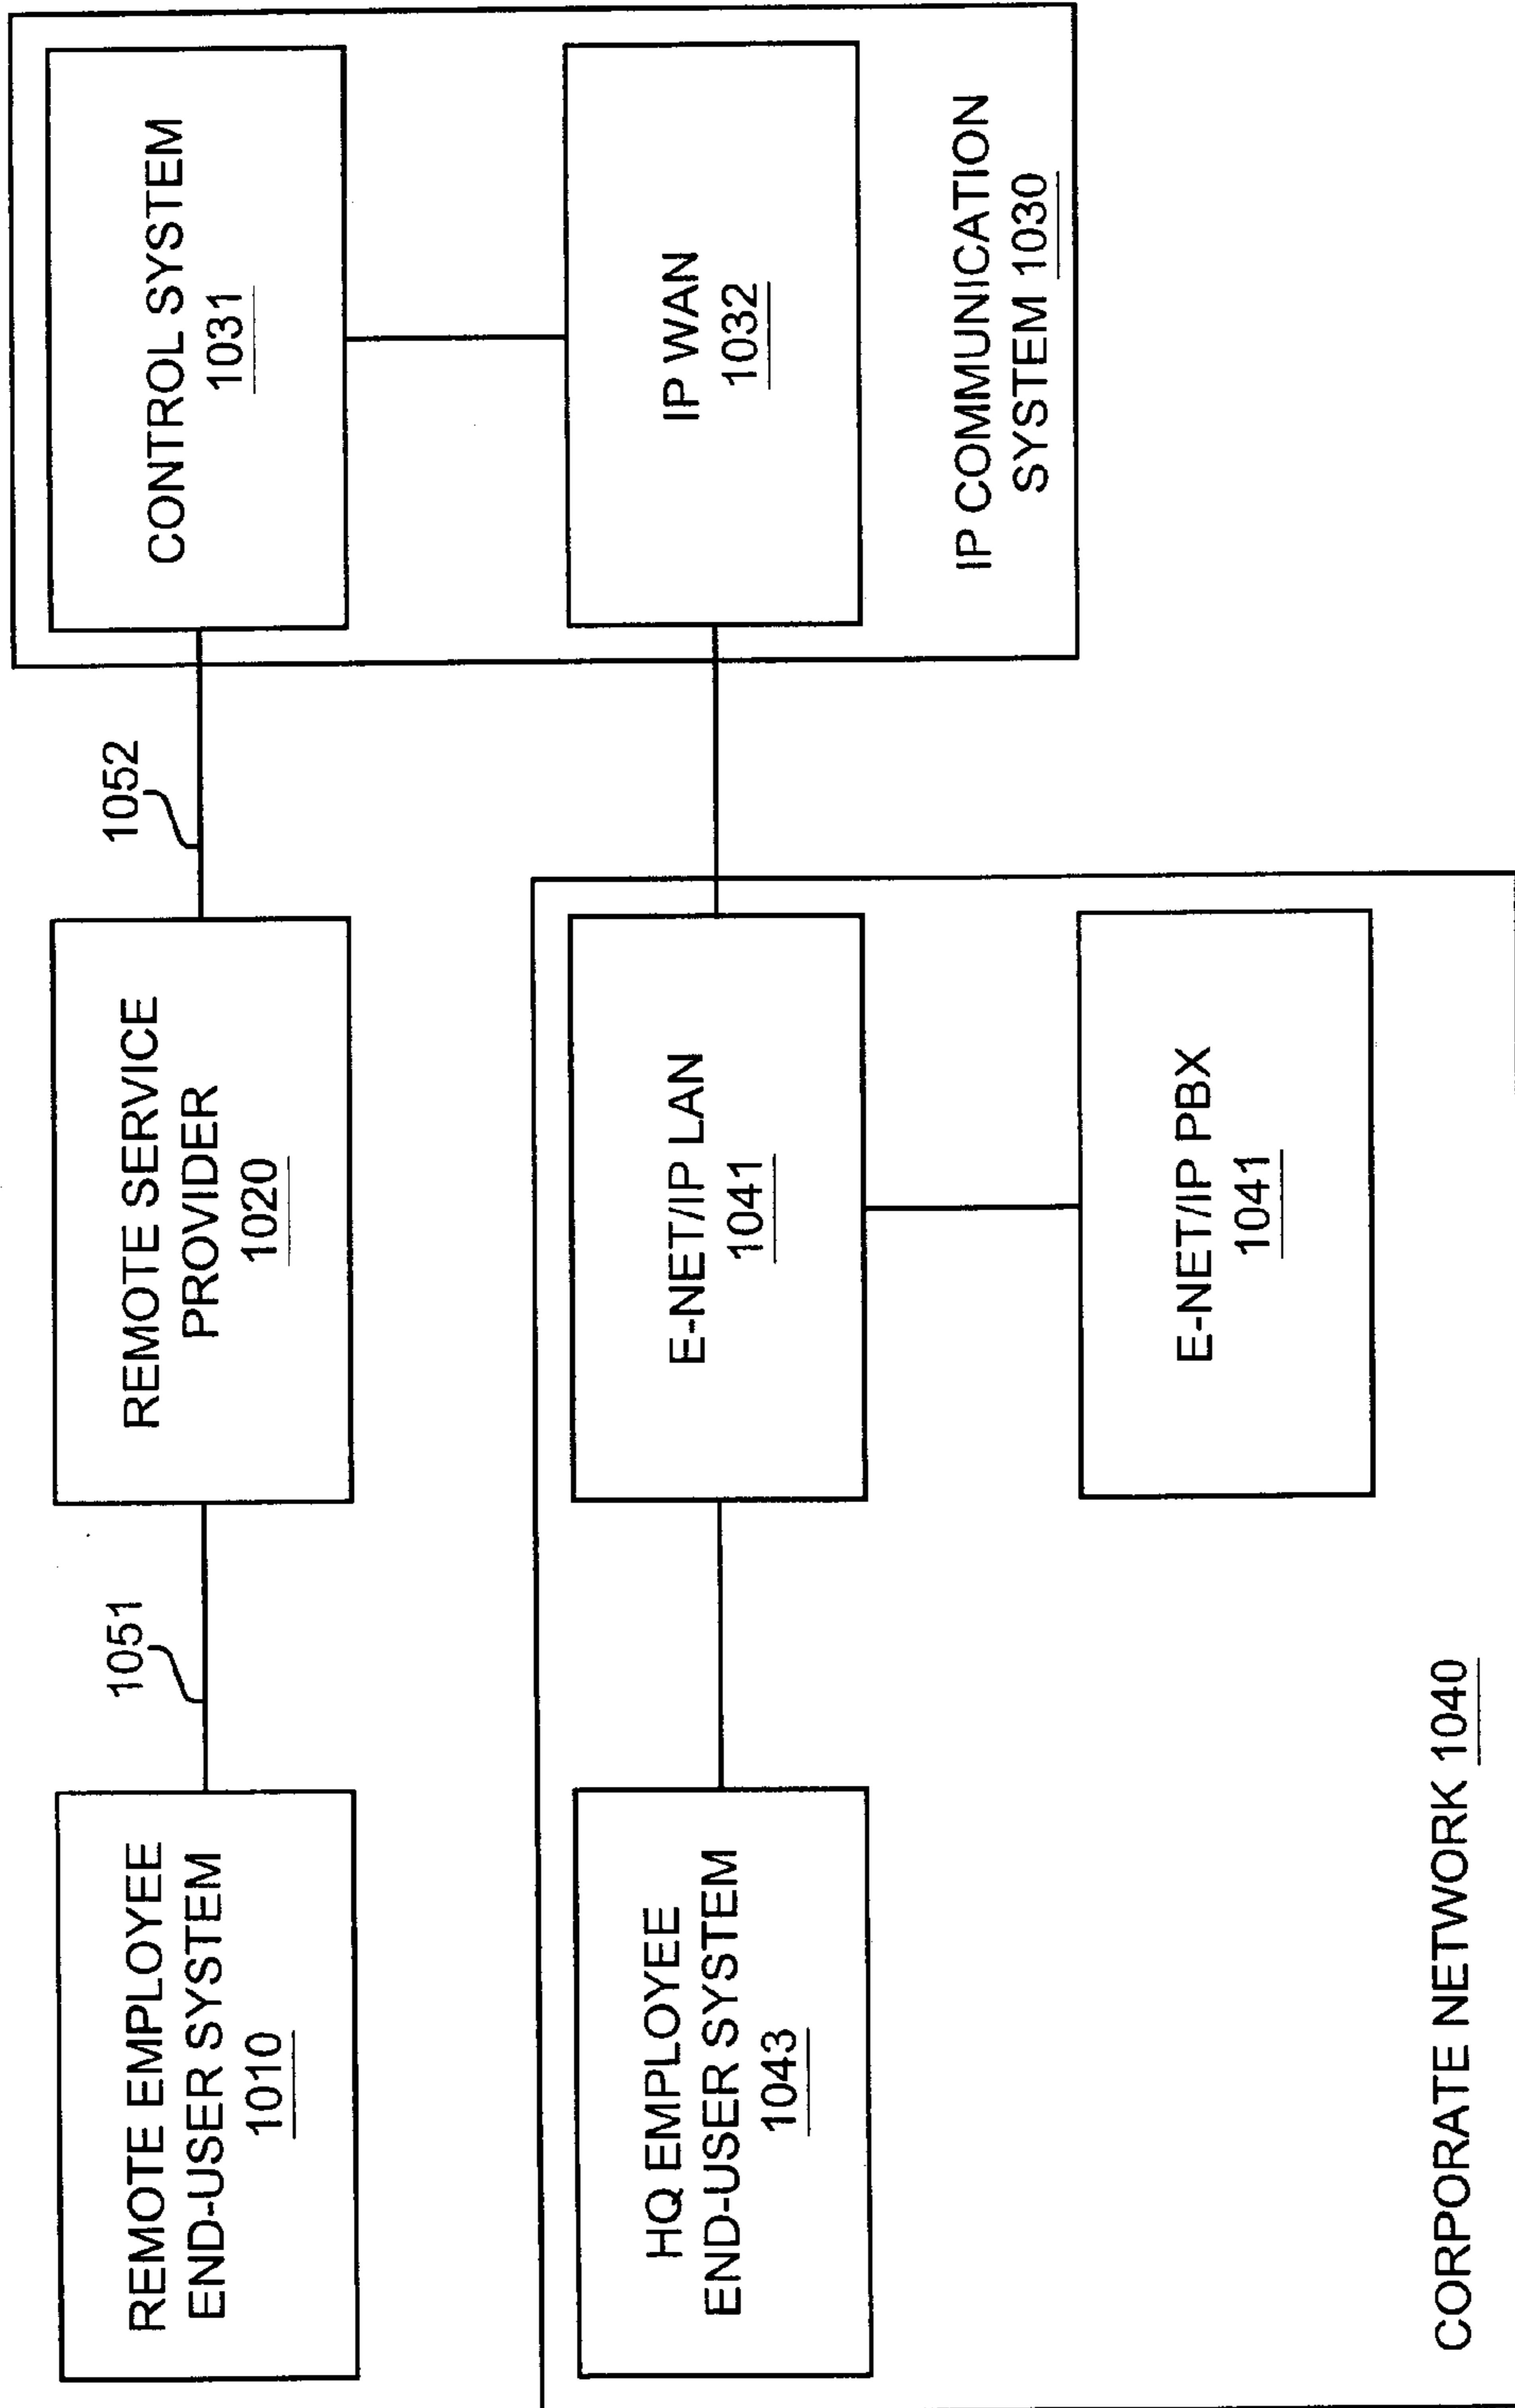 REMOTE EMPLOYEE
END-USER SYSTEM
1010
1051
REMOTE SERVICE
PROVIDER
1020
1052
CONTROL SYSTEM
1031
HQ EMPLOYEE
END-USER SYSTEM
1043
E-NET/IP LAN
1041
IP WAN
1032
E-NET/IP PBX
1041
IP COMMUNICATION
SYSTEM 1030
CORPORATE NETWORK 1040